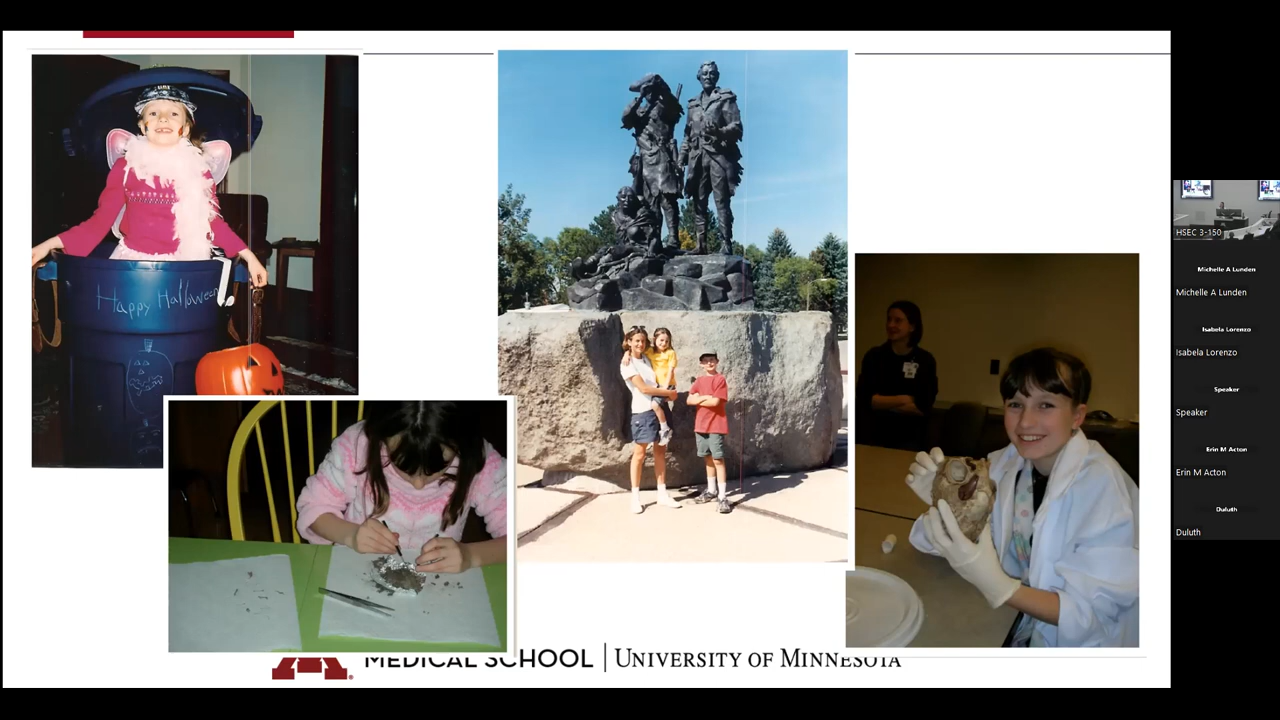 Happy Halloween
MEDICAL SCHOOL
UNIVERSITY OF MINNESOTA
HSEC 3-150
Michelle A Lunden
Michelle A Lunden
Isabela Lorenzo
Isabela Lorenzo
Speaker
Speaker
Erin M Acton
Erin M Acton
Duluth
Duluth